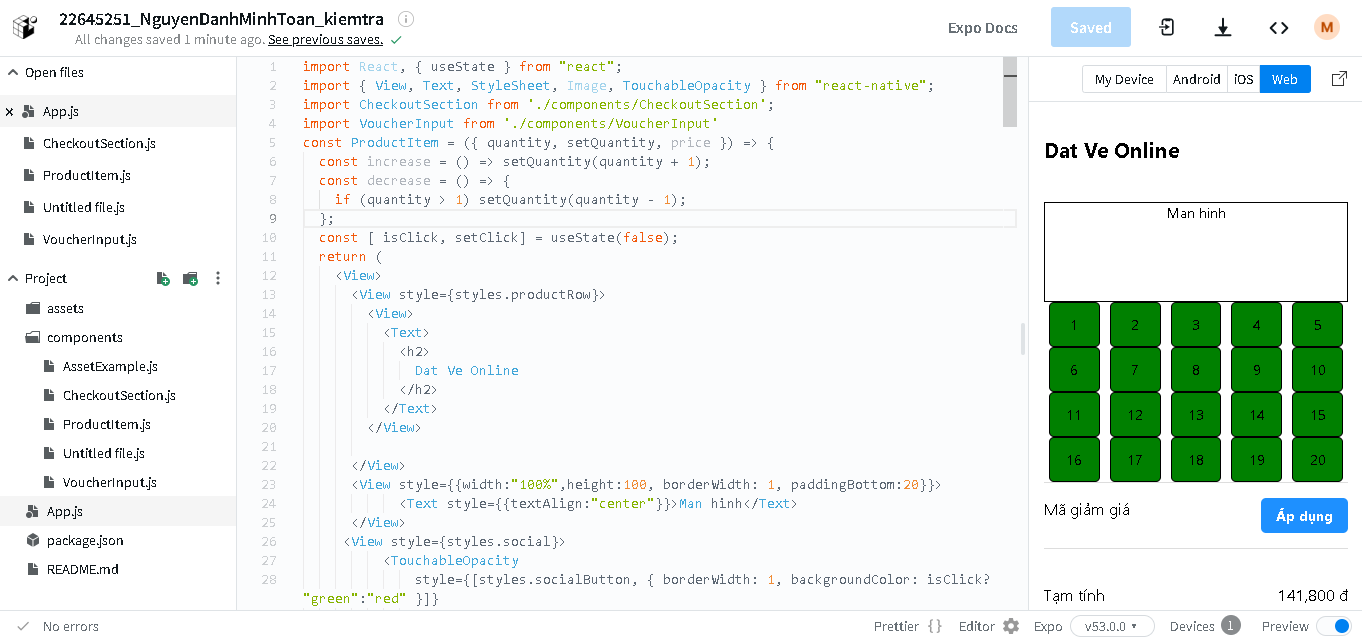 22645251_NguyenDanhMinhToan_kiemtra
All changes saved 1 minute ago. See previous saves.
Expo Docs
Saved
M
Open files
App.js
CheckoutSection.js
ProductItem.js
Untitled file.js
VoucherInput.js
Project
assets
components
AssetExample.js
CheckoutSection.js
ProductItem.js
Untitled file.js
VoucherInput.js
App.js
package.json
README.md
1 import React, { useState } from "react";
2 import { View, Text, StyleSheet, Image, TouchableOpacity } from "react-native";
3 import CheckoutSection from './components/CheckoutSection';
4 import VoucherInput from './components/VoucherInput'
5 const ProductItem = ({ quantity, setQuantity, price }) => {
6 const increase = () => setQuantity(quantity + 1);
7 const decrease = () => {
8 if (quantity > 1) setQuantity(quantity - 1);
9 };
10 const [ isClick, setClick] = useState(false);
11 return (
12 <View>
13 <View style={styles.productRow}>
14 <View>
15 <Text>
16 <h2>
17 Dat Ve Online
18 </h2>
19 </Text>
20 </View>
21
22 </View>
23 <View style={{width:"100%",height:100, borderWidth: 1, paddingBottom:20}}>
24 <Text style={{textAlign:"center"}}>Man hinh</Text>
25 </View>
26 <View style={styles.social}>
27 <TouchableOpacity
28 style={[styles.socialButton, { borderWidth: 1, backgroundColor: isClick?
"green":"red" }]}
My Device Android iOS Web
Dat Ve Online
Man hinh
1 2 3 4 5
6 7 8 9 10
11 12 13 14 15
16 17 18 19 20
Mã giảm giá
Áp dụng
Tạm tính 141,800 đ
No errors
Prettier {} Editor Expo v53.0.0 Devices 1 Preview